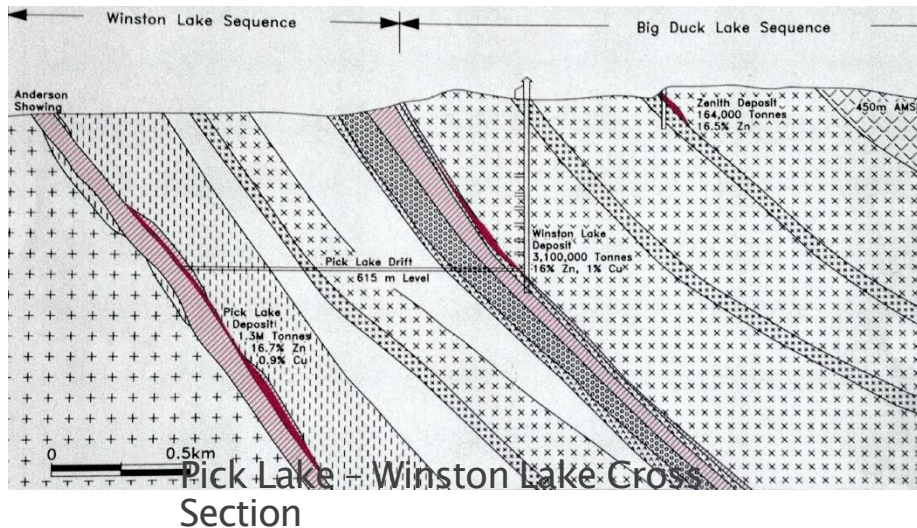 Winston Lake Sequence
Big Duck Lake Sequence
Anderson
Showing
Zenith Deposit
164,000 Tonnes
16.5% Zn
450m AMSL
Winston Lake
Deposit
3,100,000 Tonnes
16% Zn, 1% Cu
Pick Lake Drift
615 m Level
Pick Lake
Deposit
1.3M Tonnes
16.7% Zn
0.9% Cu
0 0.5km
Pick Lake – Winston Lake Cross
Section